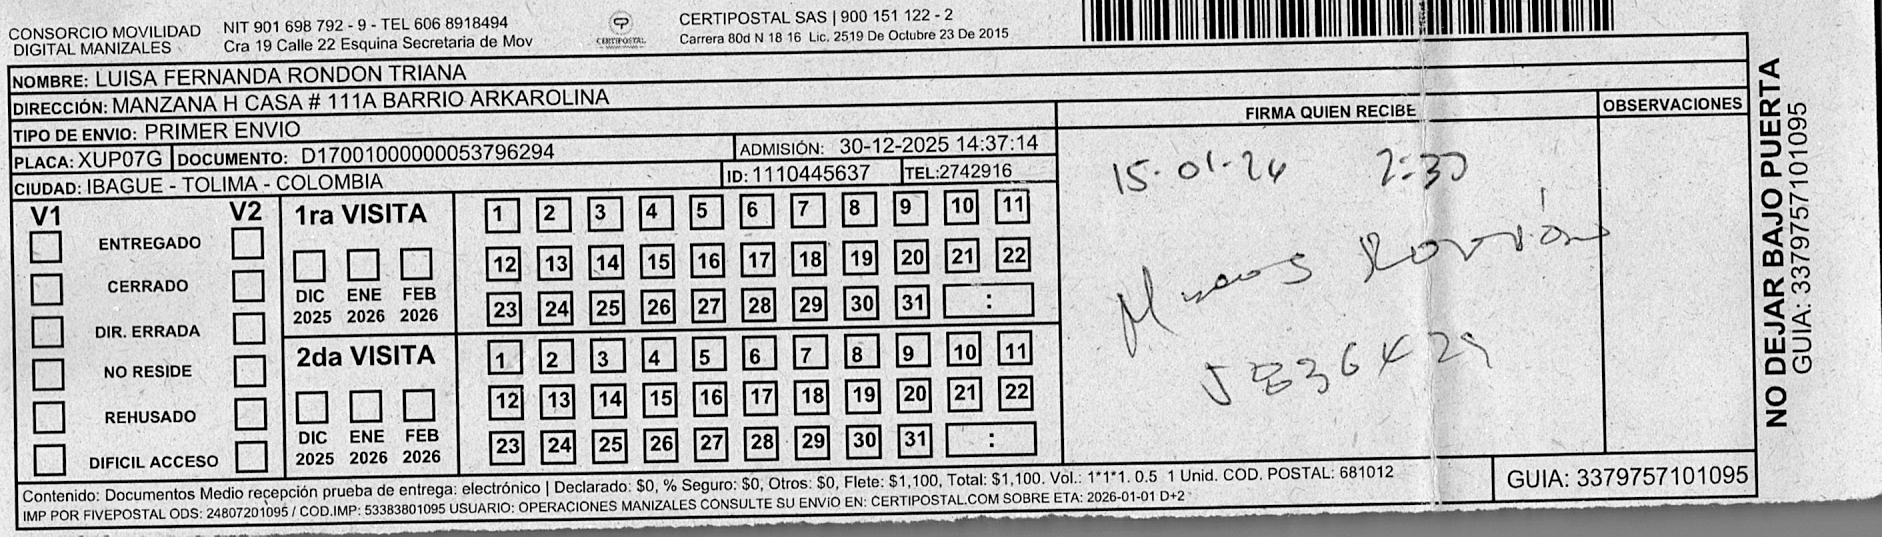 CONSORCIO MOVILIDAD
DIGITAL MANIZALES
NIT 901 698 792 - 9 - TEL 606 8918494
Cra 19 Calle 22 Esquina Secretaria de Mov
CERTIPOSTAL
CERTIPOSTAL SAS | 900 151 122 - 2
Carrera 80d N 18 16 Lic. 2519 De Octubre 23 De 2015
NOMBRE: LUISA FERNANDA RONDON TRIANA
DIRECCIÓN: MANZANA H CASA # 111A BARRIO ARKAROLINA
TIPO DE ENVIO: PRIMER ENVIO
PLACA: XUP07G DOCUMENTO: D17001000000053796294 ADMISIÓN: 30-12-2025 14:37:14
CIUDAD: IBAGUE - TOLIMA - COLOMBIA ID: 1110445637 TEL:2742916
V1 V2
ENTREGADO
CERRADO
DIR. ERRADA
NO RESIDE
REHUSADO
DIFICIL ACCESO
1ra VISITA
DIC 2025 ENE 2026 FEB 2026
1 2 3 4 5 6 7 8 9 10 11
12 13 14 15 16 17 18 19 20 21 22
23 24 25 26 27 28 29 30 31 :
2da VISITA
DIC 2025 ENE 2026 FEB 2026
1 2 3 4 5 6 7 8 9 10 11
12 13 14 15 16 17 18 19 20 21 22
23 24 25 26 27 28 29 30 31 :
FIRMA QUIEN RECIBE
15-01-26 2:30
Rondón
OBSERVACIONES
NO DEJAR BAJO PUERTA
GUIA: 3379757101095
Contenido: Documentos Medio recepción prueba de entrega: electrónico | Declarado: $0, % Seguro: $0, Otros: $0, Flete: $1,100, Total: $1,100. Vol.: 1*1*1. 0.5 1 Unid. COD. POSTAL: 681012
IMP POR FIVEPOSTAL ODS: 24807201095 / COD.IMP: 53383801095 USUARIO: OPERACIONES MANIZALES CONSULTE SU ENVIO EN: CERTIPOSTAL.COM SOBRE ETA: 2026-01-01 D+2
GUIA: 3379757101095